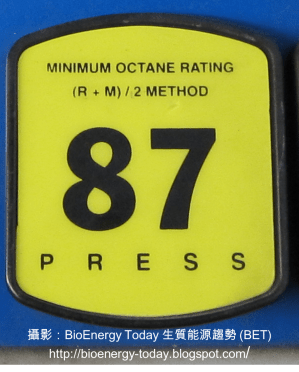 MINIMUM OCTANE RATING
(R + M) / 2 METHOD
87
PRESS
攝影：BioEnergy Today 生質能源趨勢 (BET)
http://bioenergy-today.blogspot.com/